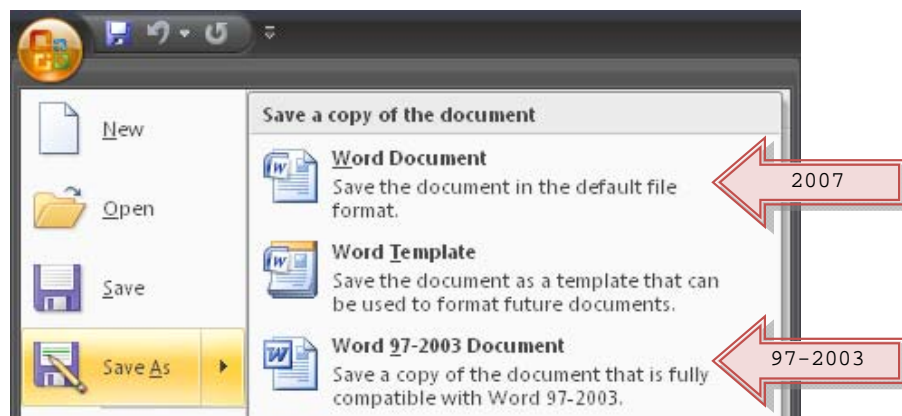 New
Open
Save
Save As
Save a copy of the document
Word Document
Save the document in the default file
format.
Word Template
Save the document as a template that can
be used to format future documents.
Word 97-2003 Document
Save a copy of the document that is fully
compatible with Word 97-2003.
2007
97-2003